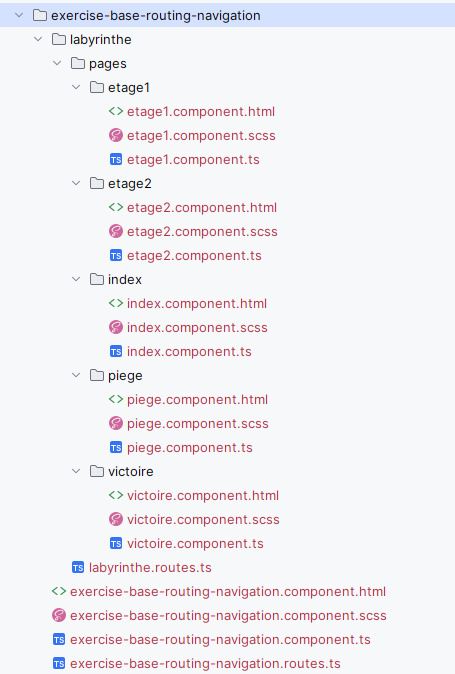 exercise-base-routing-navigation
labyrinthe
pages
etage1
<> etage1.component.html
etage1.component.scss
TS etage1.component.ts
etage2
<> etage2.component.html
etage2.component.scss
TS etage2.component.ts
index
<> index.component.html
index.component.scss
TS index.component.ts
piege
<> piege.component.html
piege.component.scss
TS piege.component.ts
victoire
<> victoire.component.html
victoire.component.scss
TS victoire.component.ts
TS labyrinthe.routes.ts
<> exercise-base-routing-navigation.component.html
exercise-base-routing-navigation.component.scss
TS exercise-base-routing-navigation.component.ts
TS exercise-base-routing-navigation.routes.ts